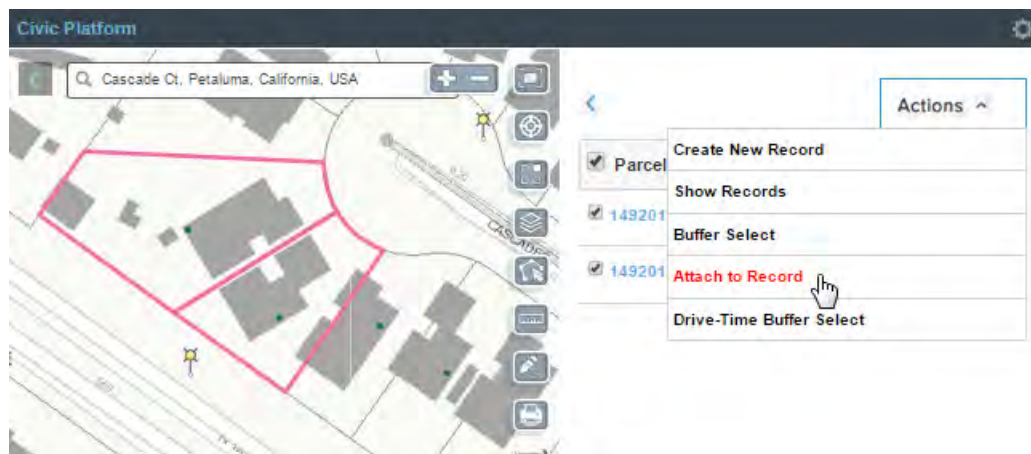 Civic Platform
Cascade Ct, Petaluma, California, USA
Actions
Parcel
Create New Record
149201
Show Records
Buffer Select
149201
Attach to Record
Drive-Time Buffer Select
CASCADE